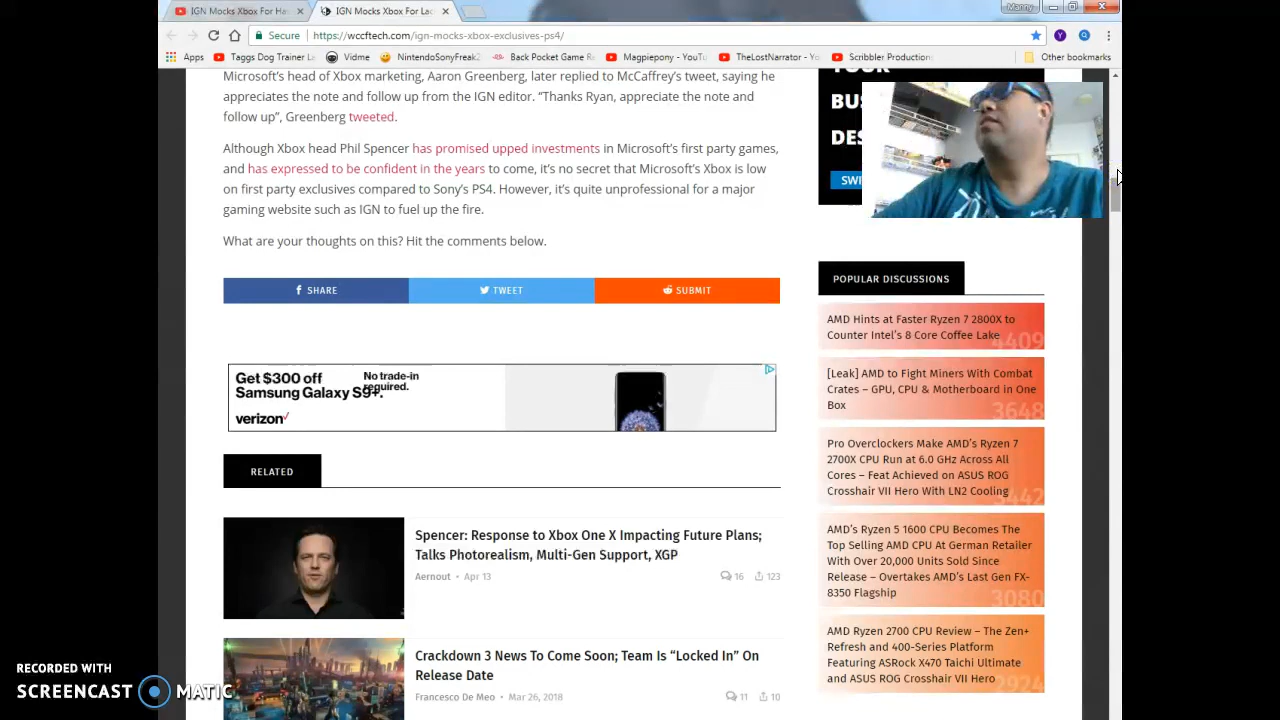 IGN Mocks Xbox For Ha
IGN Mocks Xbox For Lac
Manny
Secure
https://wccftech.com/ign-mocks-xbox-exclusives-ps4/
Apps
Taggs Dog Trainer L
Vidme
NintendoSonyFreak2
Back Pocket Game R
Magpiepony - YouTu
TheLostNarrator - Yo
Scribbler Production
Other bookmarks
Microsoft's head of Xbox marketing, Aaron Greenberg, later replied to McCaffrey's tweet, saying he
appreciates the note and follow up from the IGN editor. "Thanks Ryan, appreciate the note and
follow up", Greenberg tweeted.
Although Xbox head Phil Spencer has promised upped investments in Microsoft's first party games,
and has expressed to be confident in the years to come, it's no secret that Microsoft's Xbox is low
on first party exclusives compared to Sony's PS4. However, it's quite unprofessional for a major
gaming website such as IGN to fuel up the fire.
What are your thoughts on this? Hit the comments below.
SHARE
TWEET
SUBMIT
Get $300 off
Samsung Galaxy S9+.
No trade-in
required.
verizon✓
RELATED
Spencer: Response to Xbox One X Impacting Future Plans;
Talks Photorealism, Multi-Gen Support, XGP
Aernout • Apr 13
16
123
Crackdown 3 News To Come Soon; Team Is "Locked In" On
Release Date
Francesco De Meo • Mar 26, 2018
11
10
YOUR
BUS
DES
SWI
POPULAR DISCUSSIONS
AMD Hints at Faster Ryzen 7 2800X to
Counter Intel's 8 Core Coffee Lake
4409
[Leak] AMD to Fight Miners With Combat
Crates – GPU, CPU & Motherboard in One
Box
3648
Pro Overclockers Make AMD's Ryzen 7
2700X CPU Run at 6.0 GHz Across All
Cores – Feat Achieved on ASUS ROG
Crosshair VII Hero With LN2 Cooling
3442
AMD's Ryzen 5 1600 CPU Becomes The
Top Selling AMD CPU At German Retailer
With Over 20,000 Units Sold Since
Release – Overtakes AMD's Last Gen FX-
8350 Flagship
3080
AMD Ryzen 2700 CPU Review – The Zen+
Refresh and 400-Series Platform
Featuring ASRock X470 Taichi Ultimate
and ASUS ROG Crosshair VII Hero
2924
RECORDED WITH
SCREENCAST MATIC